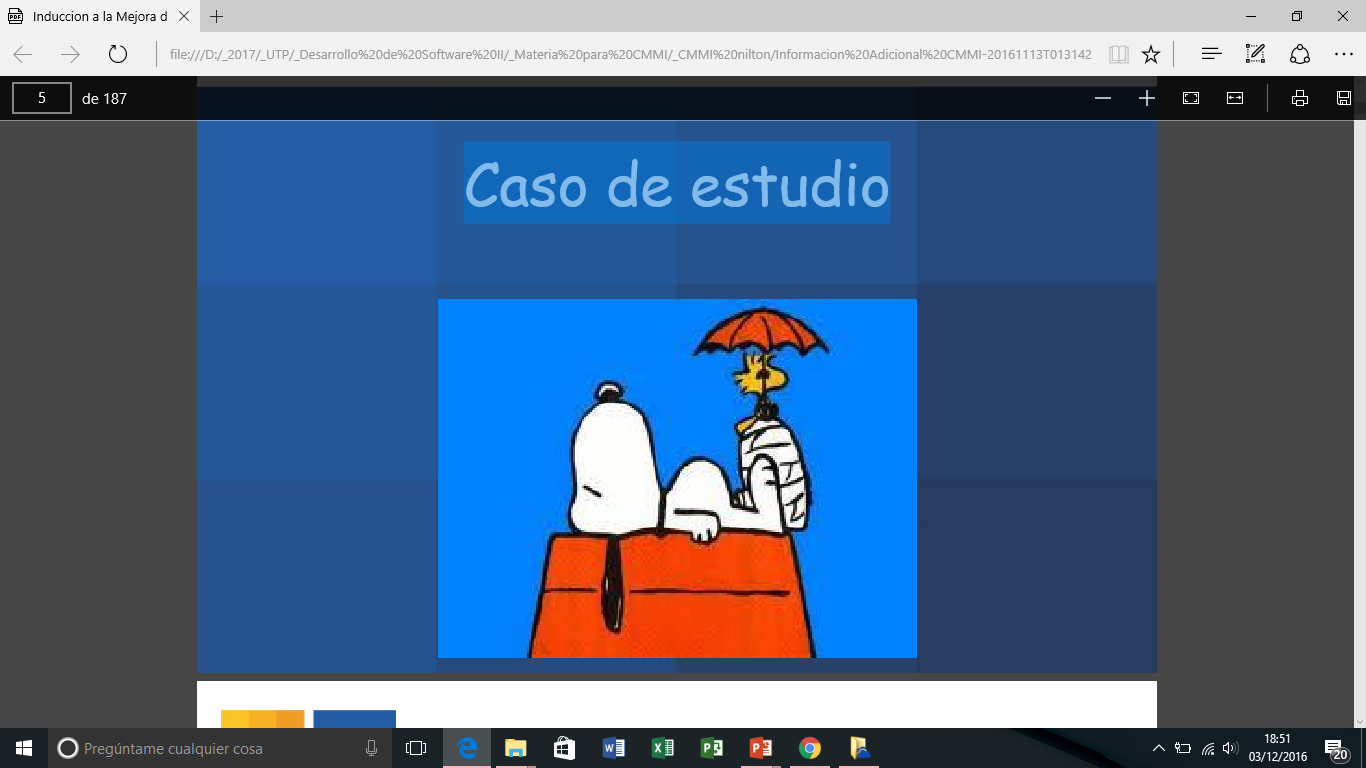 Induccion a la Mejora d
file:///D:/_2017/_UTP/_Desarrollo%20de%20Software%20II/_Materia%20para%20CMMI/_CMMI%20nilton/Informacion%20Adicional%20CMMI-20161113T013142
5 de 187
Caso de estudio
Pregúntame cualquier cosa
18:51
03/12/2016
20